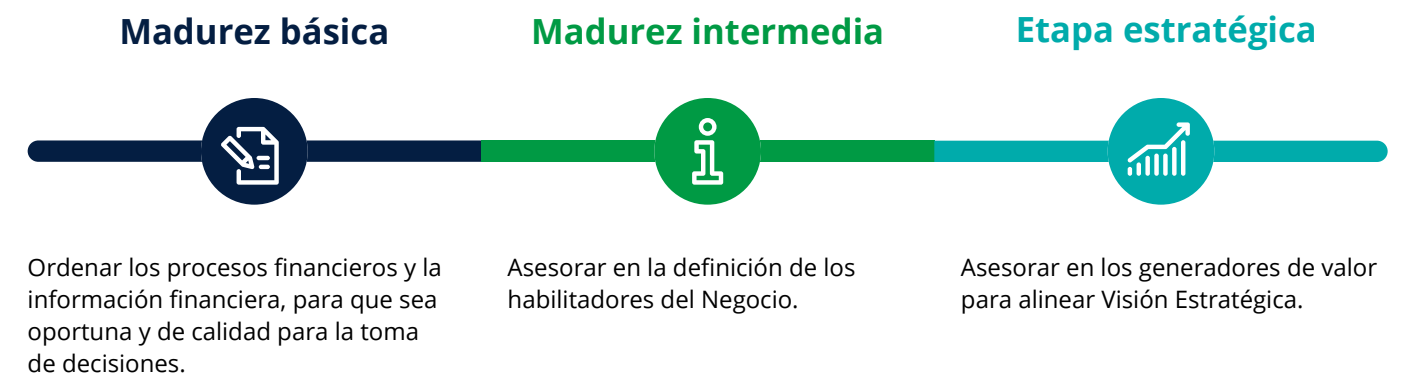 Madurez básica
Madurez intermedia
Etapa estratégica
Ordenar los procesos financieros y la
información financiera, para que sea
oportuna y de calidad para la toma
de decisiones.
Asesorar en la definición de los
habilitadores del Negocio.
Asesorar en los generadores de valor
para alinear Visión Estratégica.